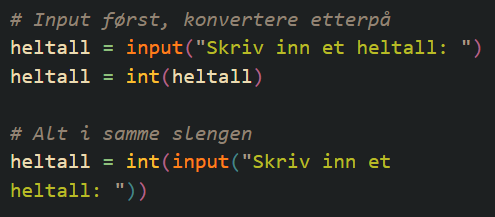 # Input først, konvertere etterpå
heltall = input("Skriv inn et heltall: ")
heltall = int(heltall)
# Alt i samme slengen
heltall = int(input("Skriv inn et
heltall: "))